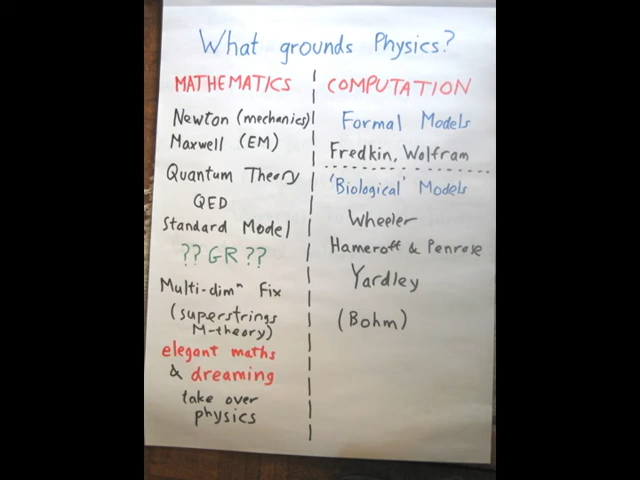 What grounds Physics?
MATHEMATICS
Newton (mechanics)
Maxwell (EM)
Quantum Theory
QED
Standard Model
?? GR ??
Multi-dimⁿ Fix
(superstrings
M-theory)
elegant maths
& dreaming
take over
physics
COMPUTATION
Formal Models
Fredkin, Wolfram
'Biological' Models
Wheeler
Hameroff & Penrose
Yardley
(Bohm)